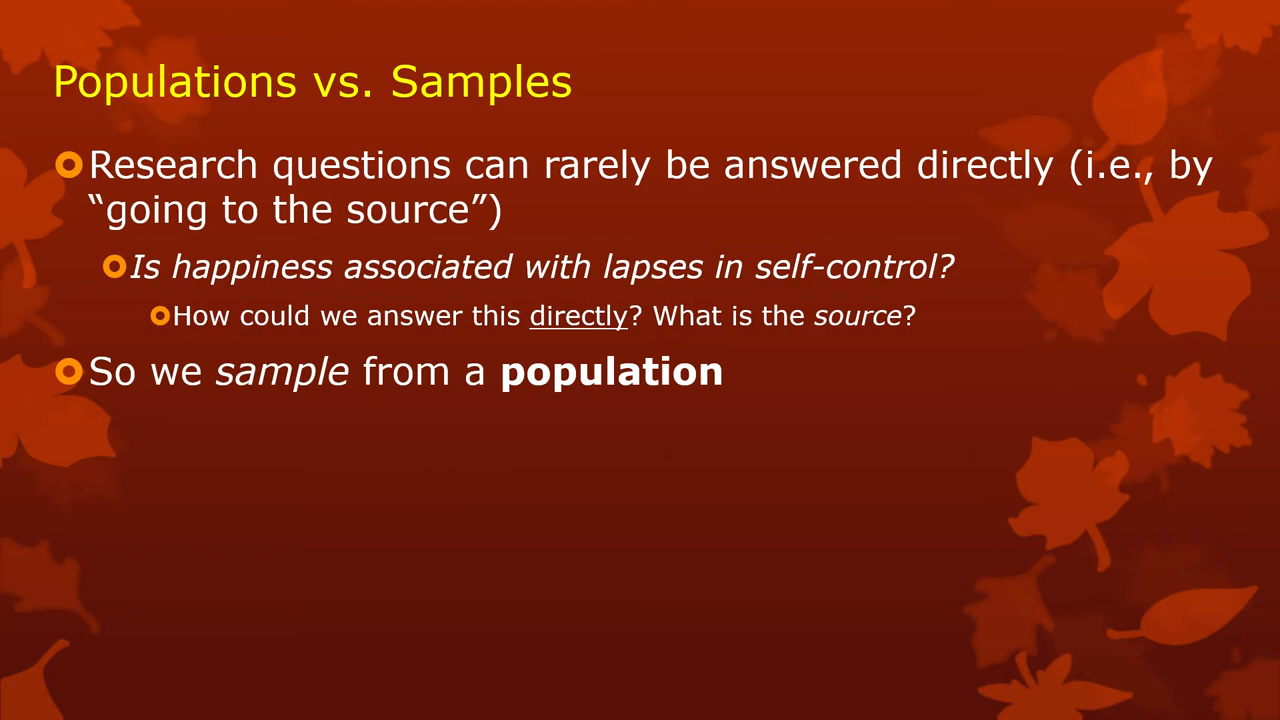 Populations vs. Samples
Research questions can rarely be answered directly (i.e., by
“going to the source”)
Is happiness associated with lapses in self-control?
How could we answer this directly? What is the source?
So we sample from a population